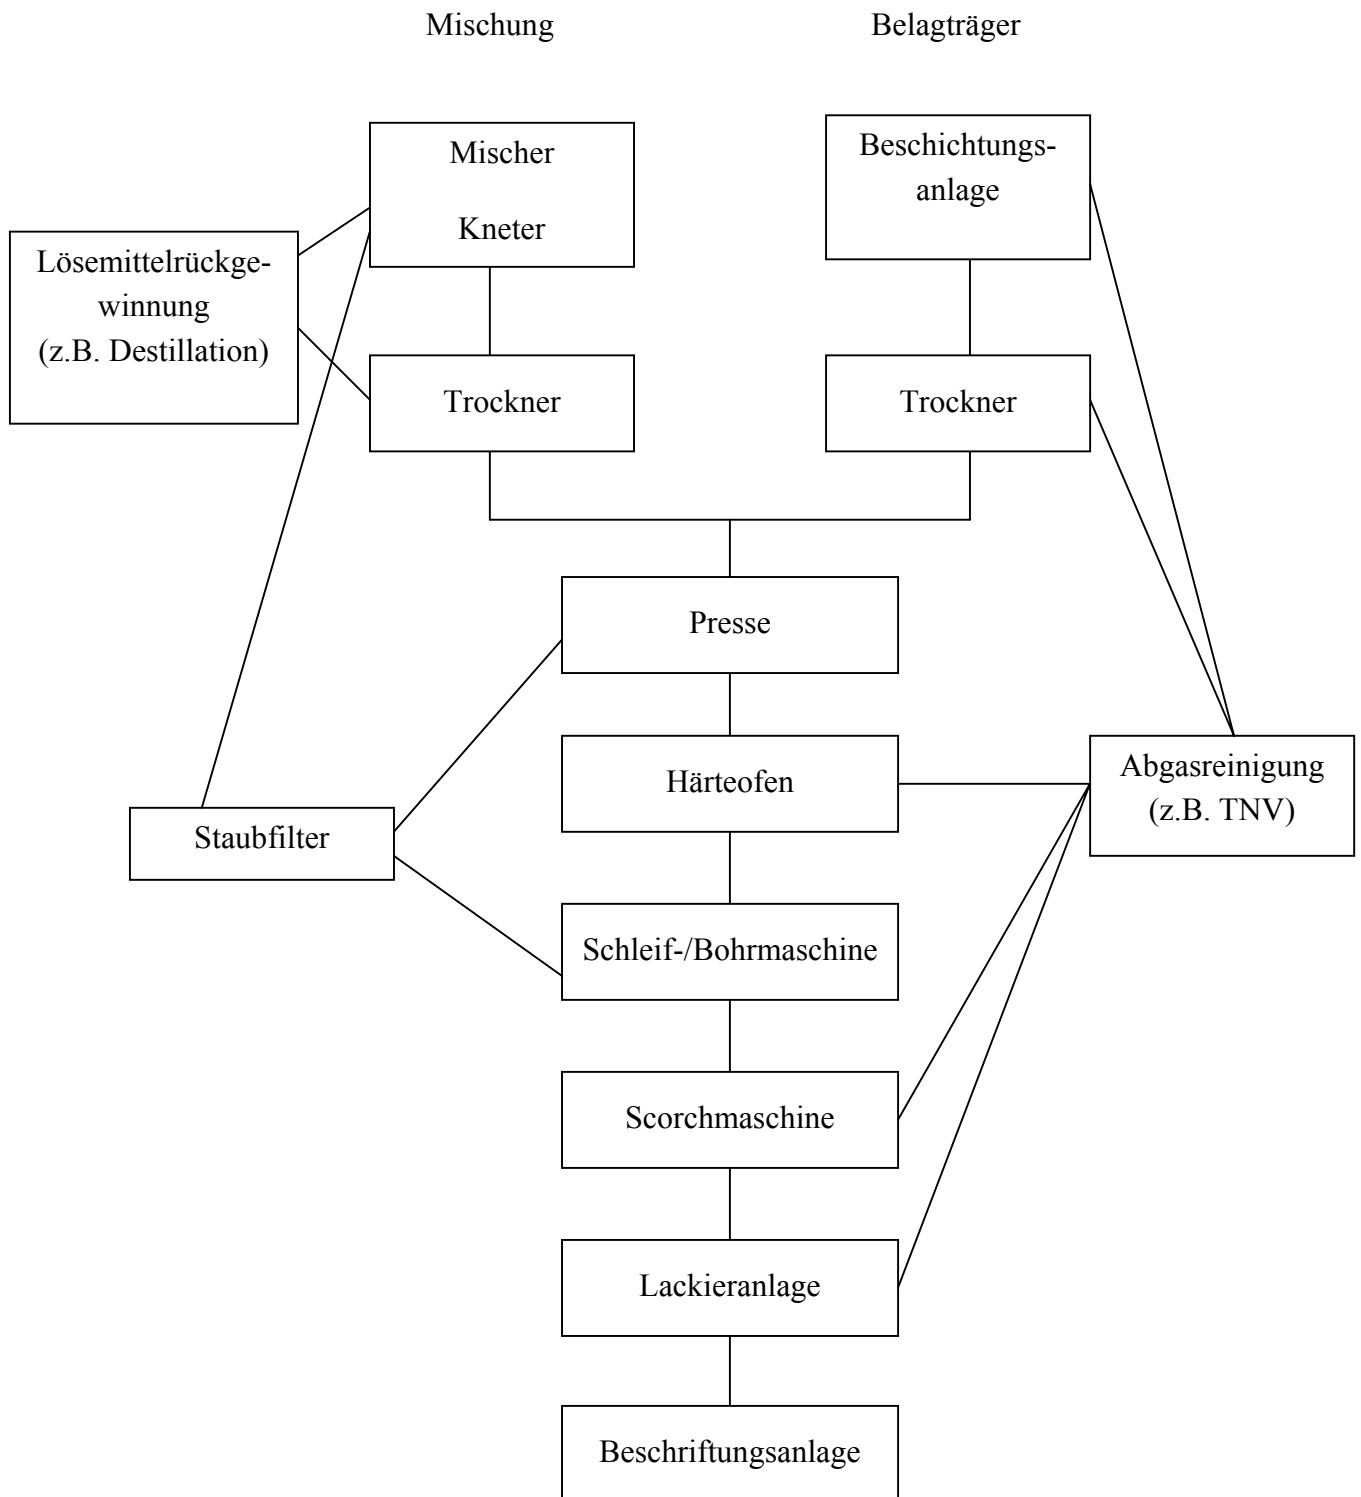 Mischung
Belagträger
Mischer
Kneter
Beschichtungs-
anlage
Lösemittelrückge-
winnung
(z.B. Destillation)
Trockner
Trockner
Presse
Härteofen
Abgasreinigung
(z.B. TNV)
Staubfilter
Schleif-/Bohrmaschine
Scorchmaschine
Lackieranlage
Beschriftungsanlage